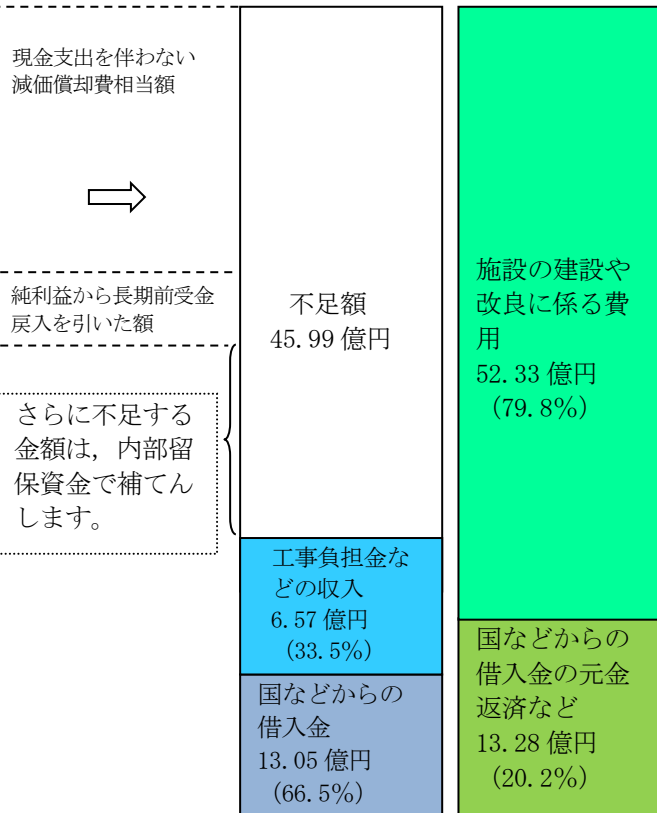 現金支出を伴わない
減価償却費相当額
純利益から長期前受金
戻入を引いた額
さらに不足する
金額は，内部留
保資金で補てん
します。
不足額
45.99 億円
工事負担金な
どの収入
6.57 億円
（33.5％）
国などからの
借入金
13.05 億円
（66.5％）
施設の建設や
改良に係る費
用
52.33 億円
（79.8％）
国などからの
借入金の元金
返済など
13.28 億円
（20.2％）